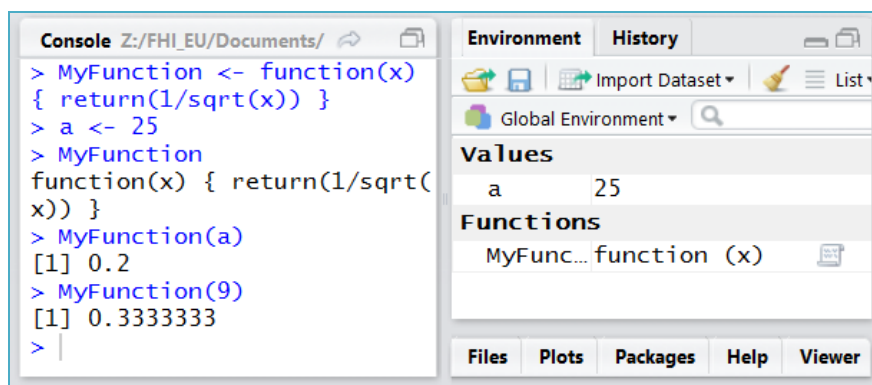 Console Z:/FHI_EU/Documents/
> MyFunction <- function(x)
{ return(1/sqrt(x)) }
> a <- 25
> MyFunction
function(x) { return(1/sqrt(
x)) }
> MyFunction(a)
[1] 0.2
> MyFunction(9)
[1] 0.3333333
>
Environment History
Import Dataset List
Global Environment
Values
a 25
Functions
MyFunc… function (x)
Files Plots Packages Help Viewer